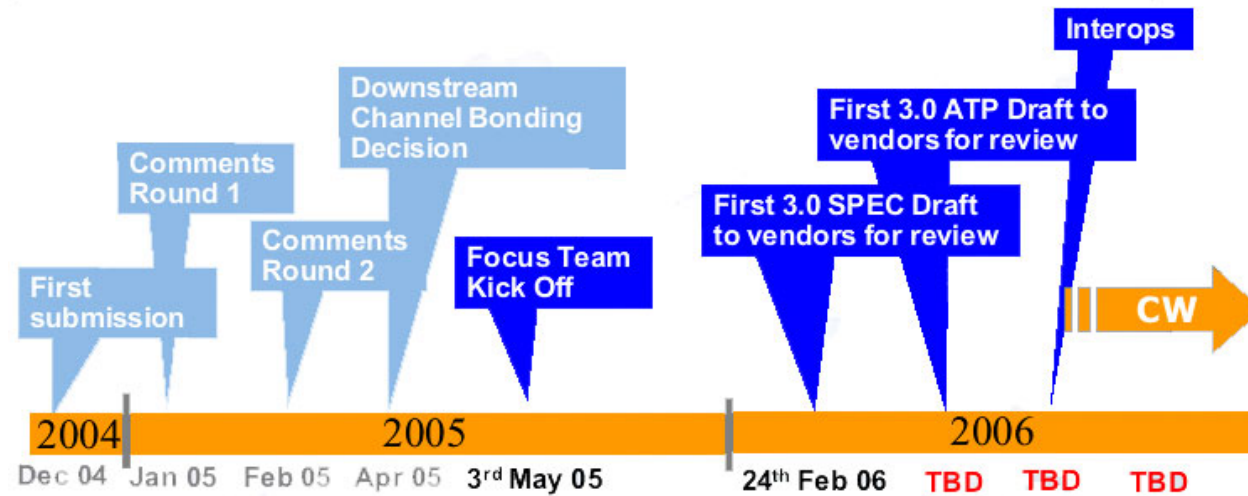 Interops
Downstream
Channel Bonding
Decision
First 3.0 ATP Draft to
vendors for review
Comments
Round 1
First 3.0 SPEC Draft
to vendors for review
Comments
Round 2
Focus Team
Kick Off
First
submission
CW
2004
2005
2006
Dec 04
Jan 05
Feb 05
Apr 05
3rd May 05
24th Feb 06
TBD
TBD
TBD